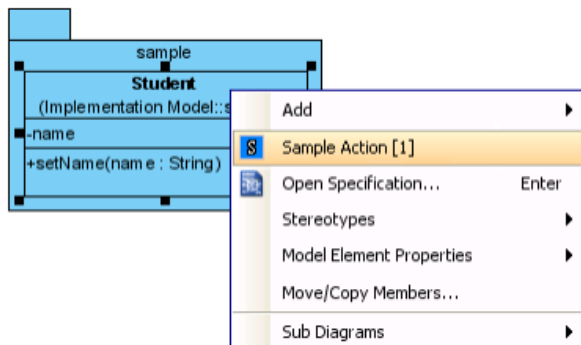 sample
Student
(Implementation Model::s
-name
+setName(name : String)
Add
S Sample Action [1]
Open Specification... Enter
Stereotypes
Model Element Properties
Move/Copy Members...
Sub Diagrams